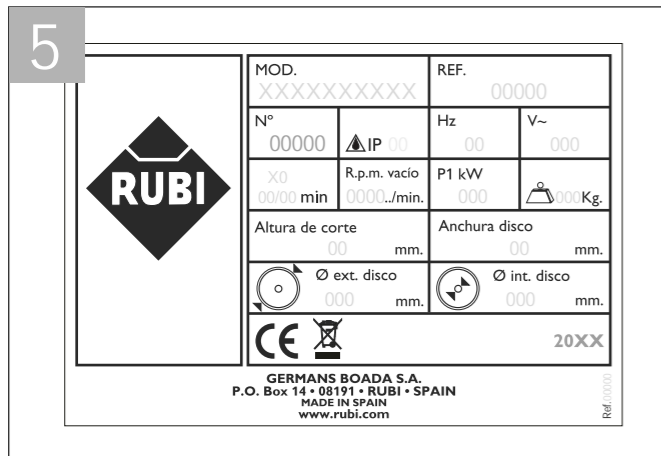 5
RUBI
MOD.
XXXXXXXXXX
REF.
00000
Nº
00000
IP 00
Hz
00
V~
000
X0
00/00 min
R.p.m. vacío
0000../min.
P1 kW
000
000Kg.
Altura de corte
00 mm.
Anchura disco
00 mm.
Ø ext. disco
000 mm.
Ø int. disco
000 mm.
CE
20XX
GERMANS BOADA S.A.
P.O. Box 14 • 08191 • RUBI • SPAIN
MADE IN SPAIN
www.rubi.com
Ref.00000